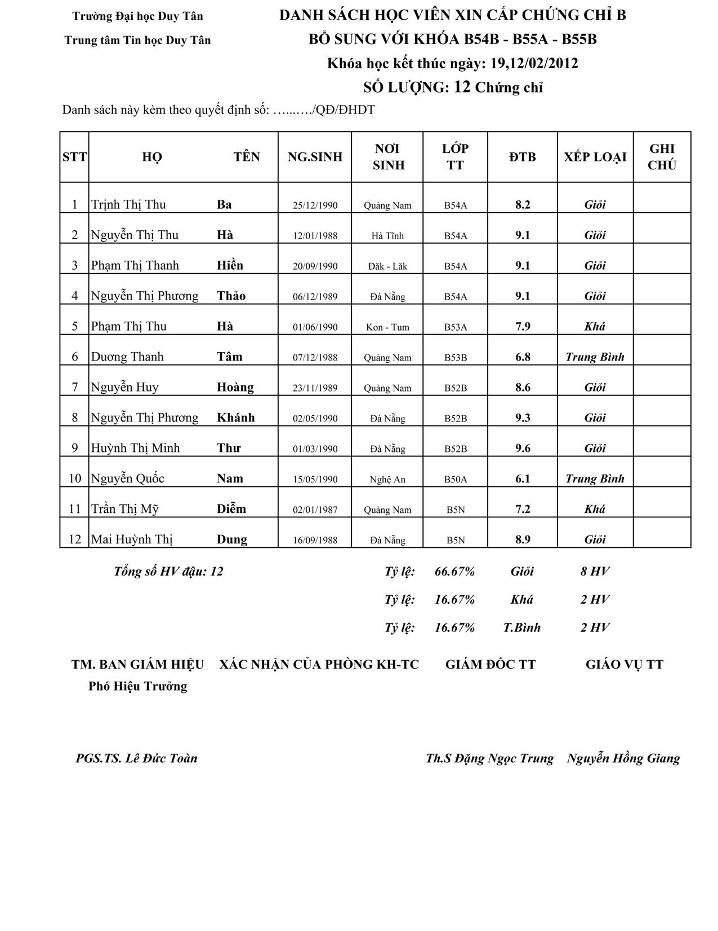 Trường Đại học Duy Tân
Trung tâm Tin học Duy Tân
DANH SÁCH HỌC VIÊN XIN CẤP CHỨNG CHỈ B
BỔ SUNG VỚI KHÓA B54B - B55A - B55B
Khóa học kết thúc ngày: 19,12/02/2012
SỐ LƯỢNG: 12 Chứng chỉ
Danh sách này kèm theo quyết định số: …...…./QĐ/ĐHDT
STT HỌ TÊN NG.SINH NƠI SINH LỚP TT ĐTB XẾP LOẠI GHI CHÚ
1 Trịnh Thị Thu Ba 25/12/1990 Quảng Nam B54A 8.2 Giỏi
2 Nguyễn Thị Thu Hà 12/01/1988 Hà Tĩnh B54A 9.1 Giỏi
3 Phạm Thị Thanh Hiền 20/09/1990 Dăk - Lăk B54A 9.1 Giỏi
4 Nguyễn Thị Phương Thảo 06/12/1989 Đà Nẵng B54A 9.1 Giỏi
5 Phạm Thị Thu Hà 01/06/1990 Kon - Tum B53A 7.9 Khá
6 Dương Thanh Tâm 07/12/1988 Quảng Nam B53B 6.8 Trung Bình
7 Nguyễn Huy Hoàng 23/11/1989 Quảng Nam B52B 8.6 Giỏi
8 Nguyễn Thị Phương Khánh 02/05/1990 Đà Nẵng B52B 9.3 Giỏi
9 Huỳnh Thị Minh Thư 01/03/1990 Đà Nẵng B52B 9.6 Giỏi
10 Nguyễn Quốc Nam 15/05/1990 Nghệ An B50A 6.1 Trung Bình
11 Trần Thị Mỹ Diễm 02/01/1987 Quảng Nam B5N 7.2 Khá
12 Mai Huỳnh Thị Dung 16/09/1988 Đà Nẵng B5N 8.9 Giỏi
Tổng số HV đậu: 12 Tỷ lệ: 66.67% Giỏi 8 HV
Tỷ lệ: 16.67% Khá 2 HV
Tỷ lệ: 16.67% T.Bình 2 HV
TM. BAN GIÁM HIỆU XÁC NHẬN CỦA PHÒNG KH-TC GIÁM ĐỐC TT GIÁO VỤ TT
Phó Hiệu Trưởng
PGS.TS. Lê Đức Toàn Th.S Đặng Ngọc Trung Nguyễn Hồng Giang